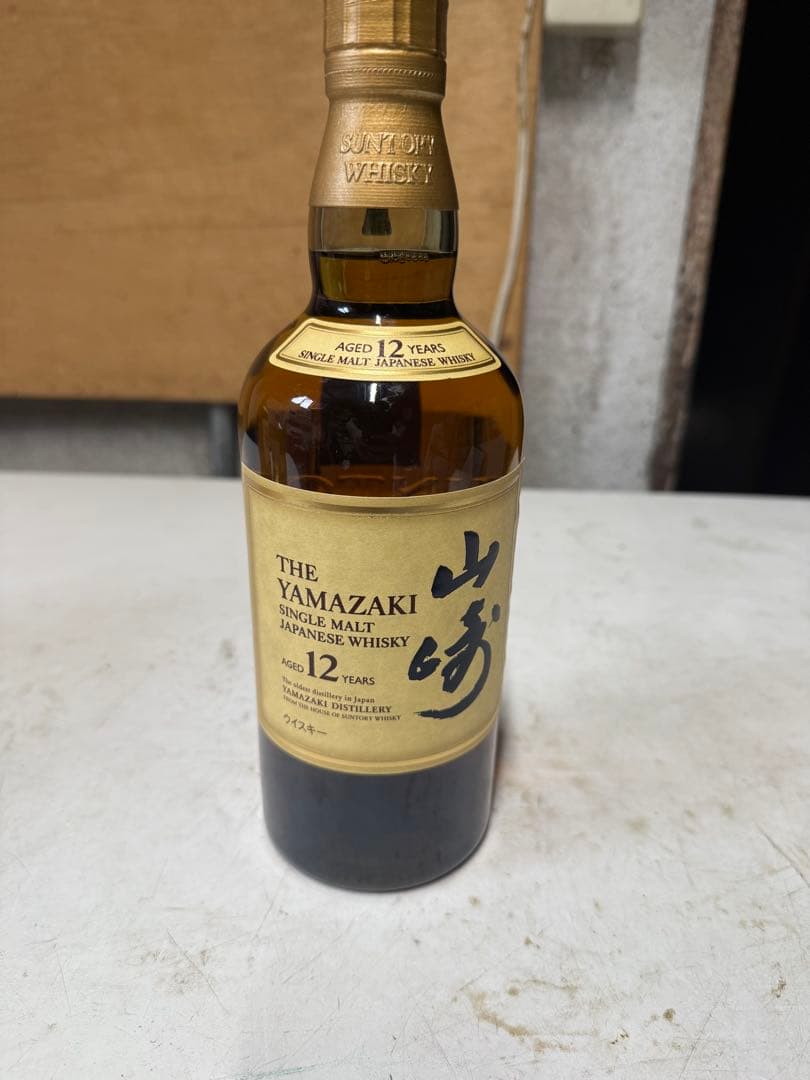 SUNTORY
WHISKY
AGED 12 YEARS
SINGLE MALT JAPANESE WHISKY
THE
YAMAZAKI
SINGLE MALT
JAPANESE WHISKY
AGED 12 YEARS
The oldest distillery in Japan
YAMAZAKI DISTILLERY
FROM THE HOUSE OF SUNTORY WHISKY
ウイスキー
山崎